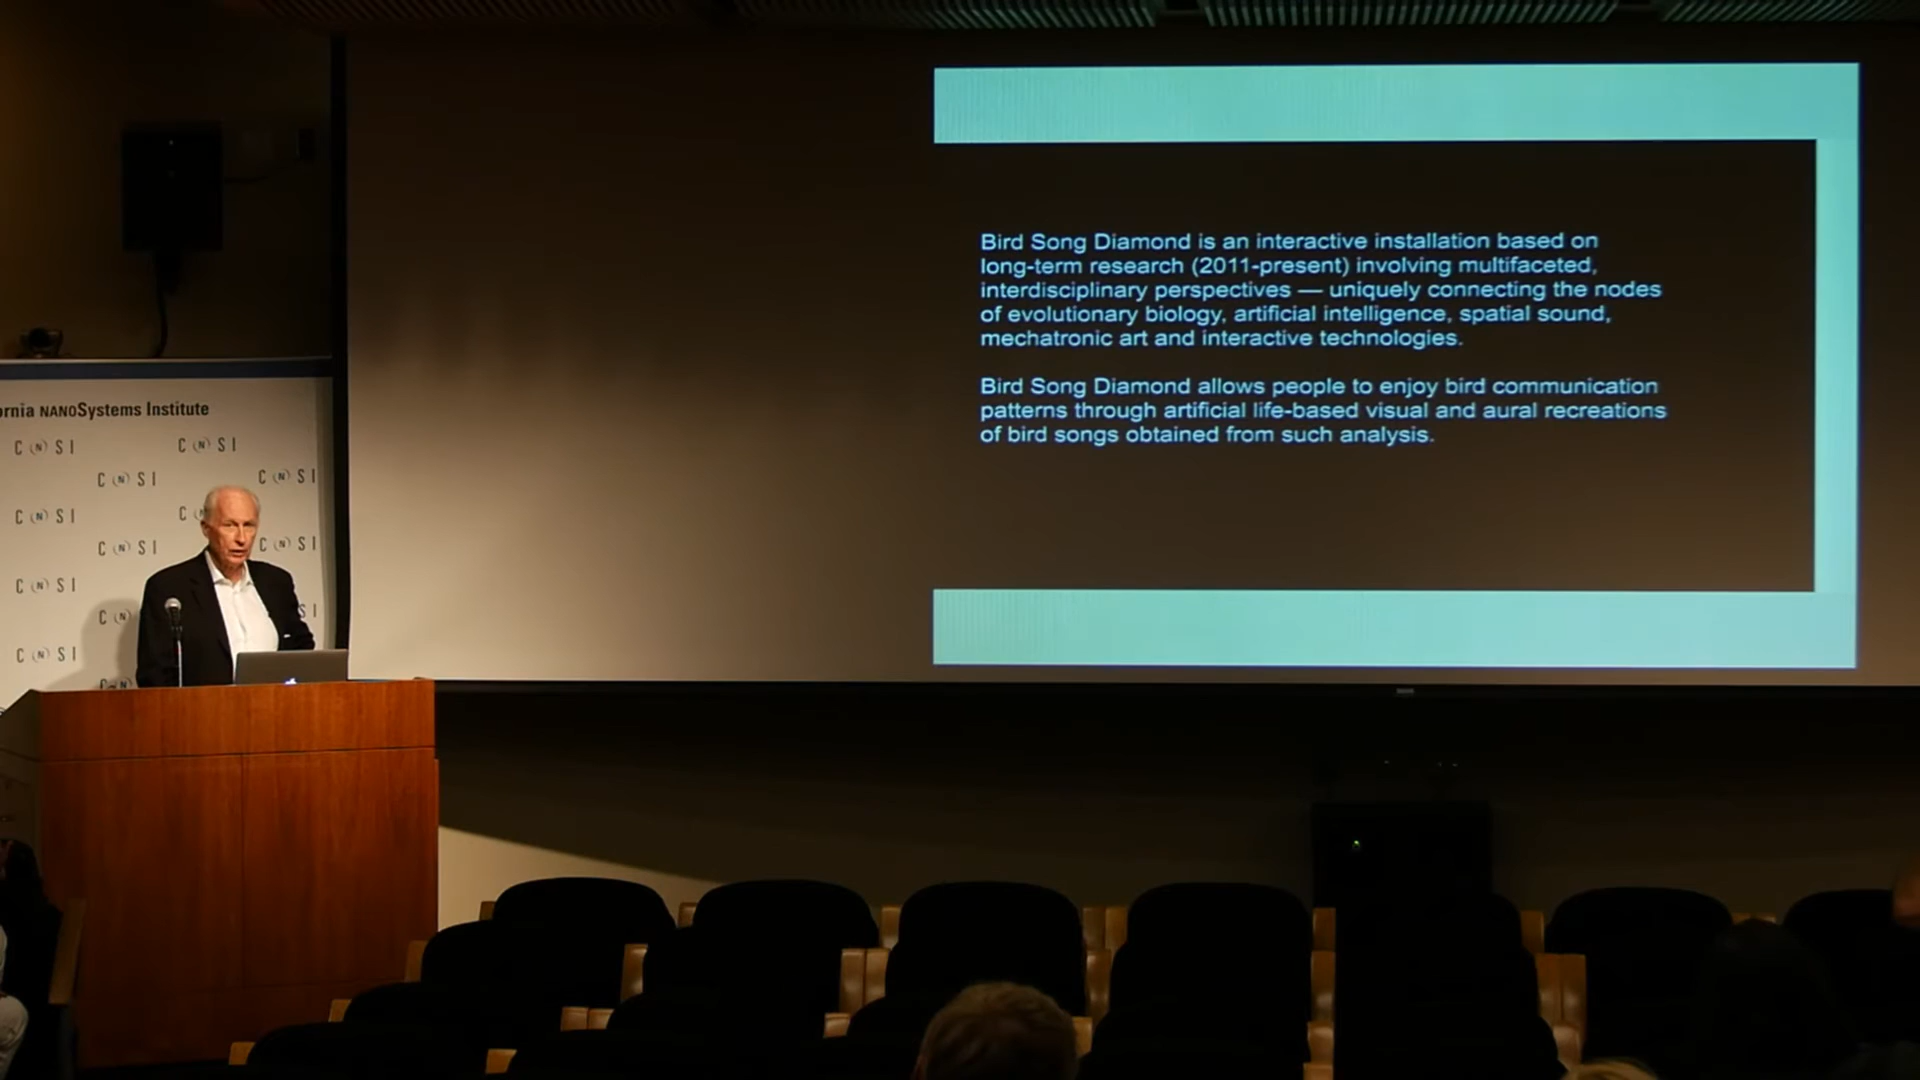 Bird Song Diamond is an interactive installation based on
long-term research (2011-present) involving multifaceted,
interdisciplinary perspectives — uniquely connecting the nodes
of evolutionary biology, artificial intelligence, spatial sound,
mechatronic art and interactive technologies.
Bird Song Diamond allows people to enjoy bird communication
patterns through artificial life-based visual and aural recreations
of bird songs obtained from such analysis.
ornia NANOSystems Institute
C N S I
C N S I
C N S I
C N S I
C N S I
C N
C N S I
C N S I
C N S I
C N
S I
C N S I
C N